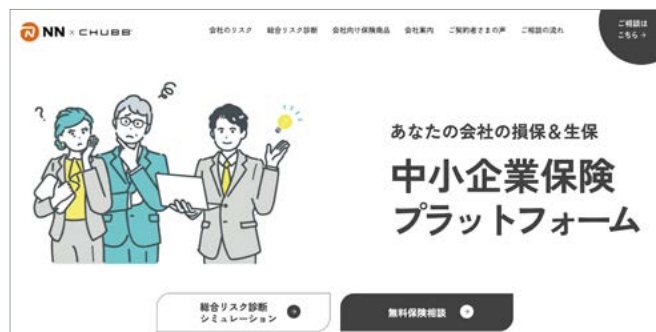 NN × CHUBB
会社のリスク 総合リスク診断 会社向け保険商品 会社案内 ご契約者さまの声 ご相談の流れ
ご相談は
こちら →
?
あなたの会社の損保&生保
中小企業保険
プラットフォーム
総合リスク診断
シミュレーション
無料保険相談